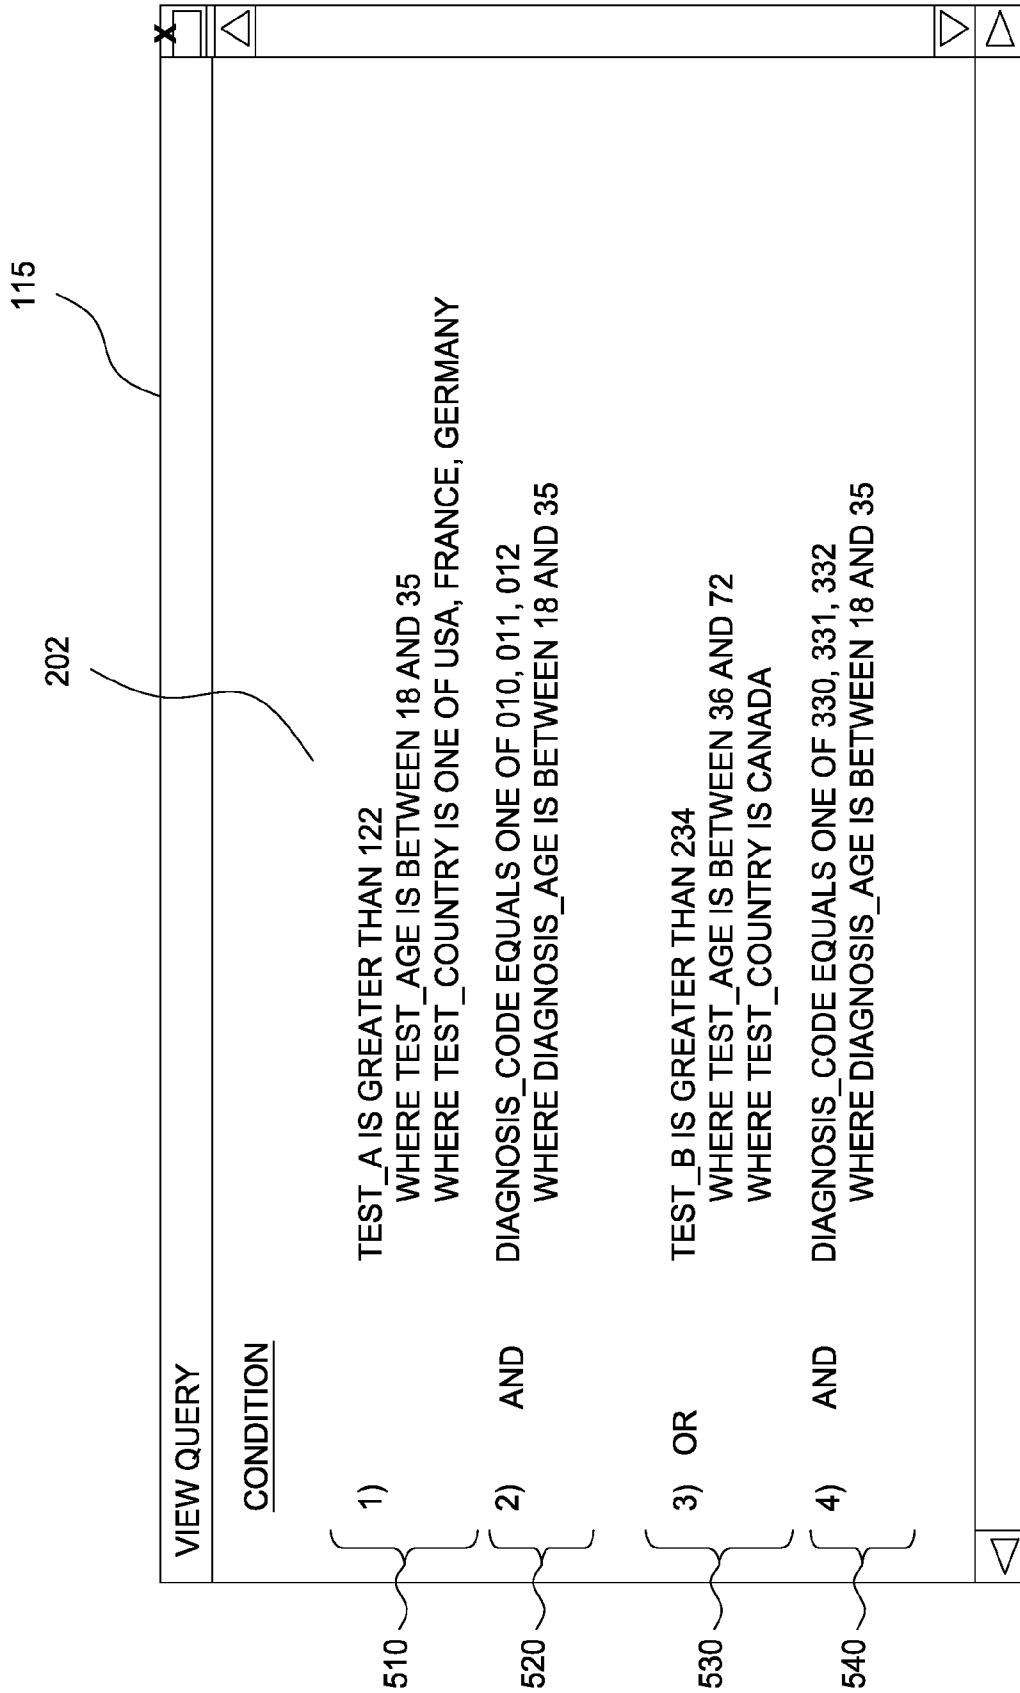 115
202
VIEW QUERY
X
CONDITION
510
1) TEST_A IS GREATER THAN 122
WHERE TEST_AGE IS BETWEEN 18 AND 35
WHERE TEST_COUNTRY IS ONE OF USA, FRANCE, GERMANY
520
2) AND DIAGNOSIS_CODE EQUALS ONE OF 010, 011, 012
WHERE DIAGNOSIS_AGE IS BETWEEN 18 AND 35
530
3) OR TEST_B IS GREATER THAN 234
WHERE TEST_AGE IS BETWEEN 36 AND 72
WHERE TEST_COUNTRY IS CANADA
540
4) AND DIAGNOSIS_CODE EQUALS ONE OF 330, 331, 332
WHERE DIAGNOSIS_AGE IS BETWEEN 18 AND 35